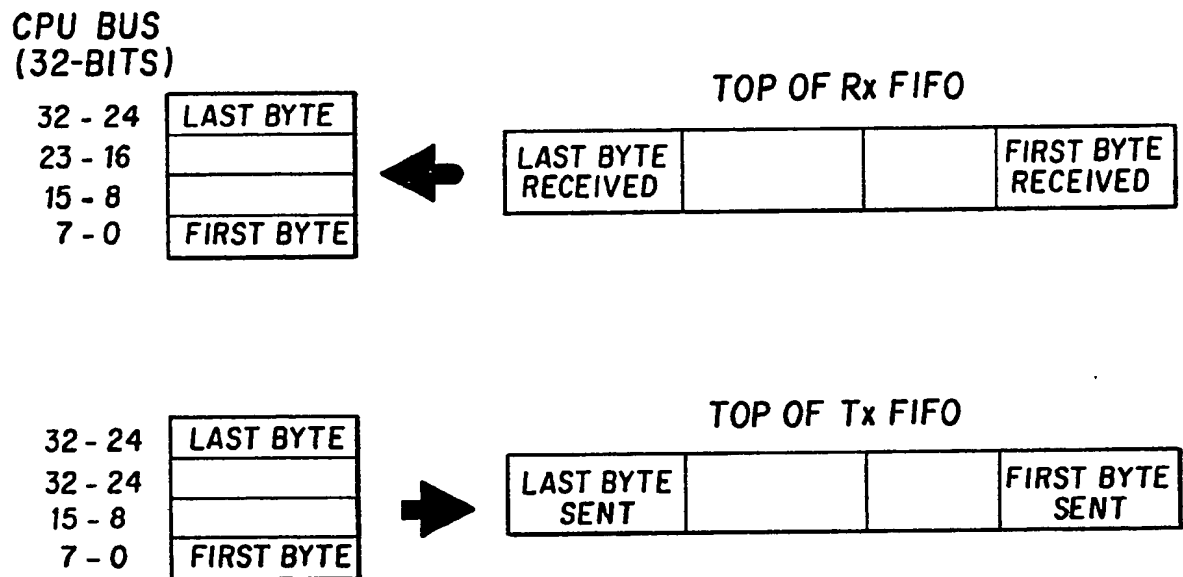 CPU BUS
(32-BITS)
TOP OF Rx FIFO
32 - 24 LAST BYTE
23 - 16
15 - 8
7 - 0 FIRST BYTE
LAST BYTE
RECEIVED
FIRST BYTE
RECEIVED
TOP OF Tx FIFO
32 - 24 LAST BYTE
32 - 24
15 - 8
7 - 0 FIRST BYTE
LAST BYTE
SENT
FIRST BYTE
SENT